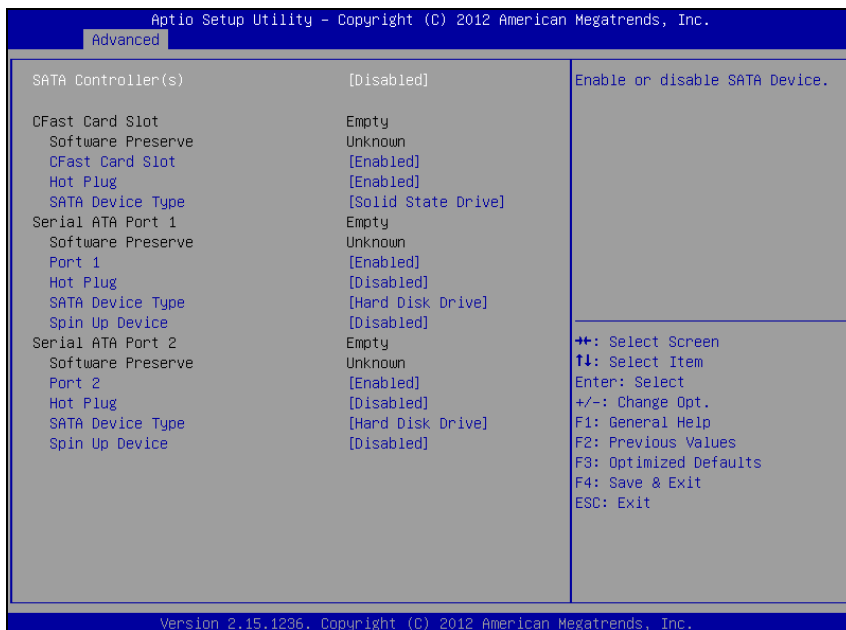 Aptio Setup Utility – Copyright (C) 2012 American Megatrends, Inc.
Advanced
SATA Controller(s) [Disabled]
CFast Card Slot Empty
Software Preserve Unknown
CFast Card Slot [Enabled]
Hot Plug [Enabled]
SATA Device Type [Solid State Drive]
Serial ATA Port 1 Empty
Software Preserve Unknown
Port 1 [Enabled]
Hot Plug [Disabled]
SATA Device Type [Hard Disk Drive]
Spin Up Device [Disabled]
Serial ATA Port 2 Empty
Software Preserve Unknown
Port 2 [Enabled]
Hot Plug [Disabled]
SATA Device Type [Hard Disk Drive]
Spin Up Device [Disabled]
Enable or disable SATA Device.
→←: Select Screen
↑↓: Select Item
Enter: Select
+/-: Change Opt.
F1: General Help
F2: Previous Values
F3: Optimized Defaults
F4: Save & Exit
ESC: Exit
Version 2.15.1236. Copyright (C) 2012 American Megatrends, Inc.